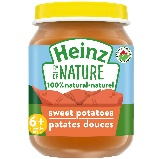 Heinz
by NATURE
100% natural•naturel
sweet potatoes
patates douces
6+